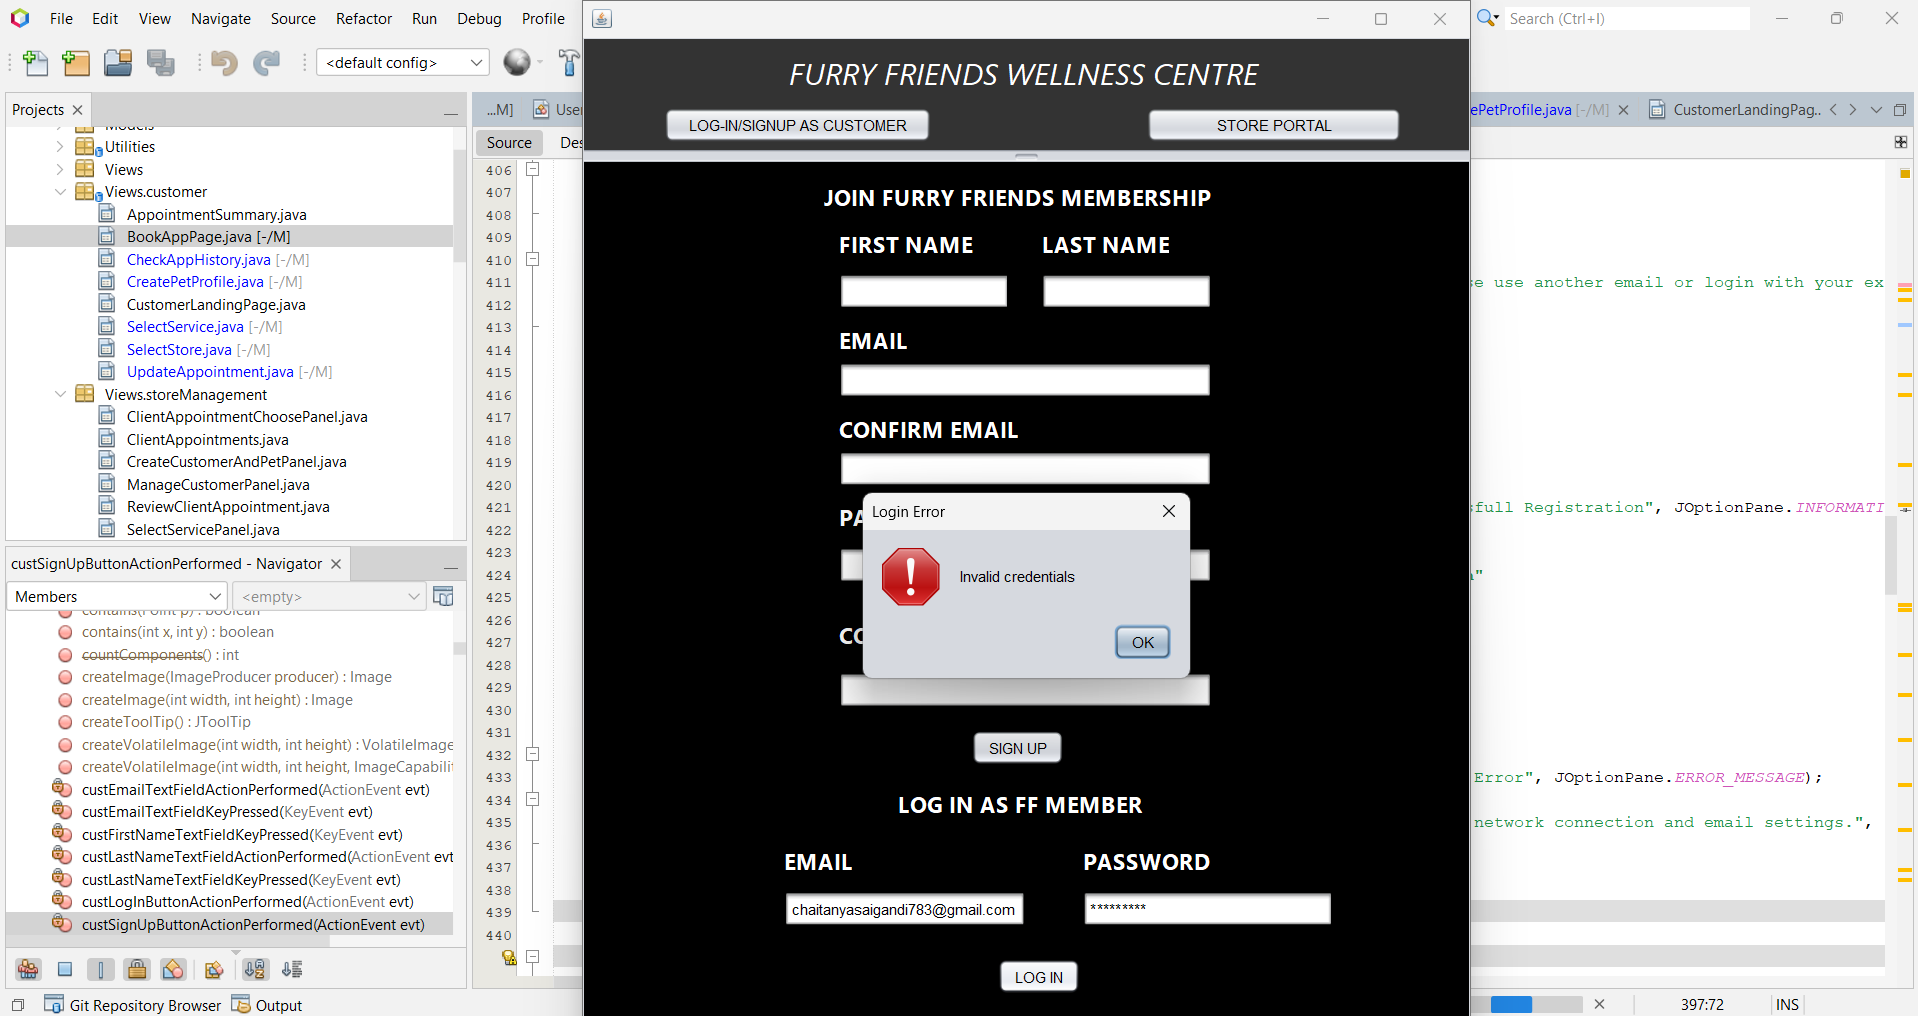 File Edit View Navigate Source Refactor Run Debug Profile
Search (Ctrl+I)
<default config>
Projects
Models
Utilities
Views
Views.customer
AppointmentSummary.java
BookAppPage.java [-/M]
CheckAppHistory.java [-/M]
CreatePetProfile.java [-/M]
CustomerLandingPage.java
SelectService.java [-/M]
SelectStore.java [-/M]
UpdateAppointment.java [-/M]
Views.storeManagement
ClientAppointmentChoosePanel.java
ClientAppointments.java
CreateCustomerAndPetPanel.java
ManageCustomerPanel.java
ReviewClientAppointment.java
SelectServicePanel.java
custSignUpButtonActionPerformed - Navigator
Members
<empty>
contains(Point p) : boolean
contains(int x, int y) : boolean
countComponents() : int
createImage(ImageProducer producer) : Image
createImage(int width, int height) : Image
createToolTip() : JToolTip
createVolatileImage(int width, int height) : VolatileImage
createVolatileImage(int width, int height, ImageCapabili
custEmailTextFieldActionPerformed(ActionEvent evt)
custEmailTextFieldKeyPressed(KeyEvent evt)
custFirstNameTextFieldKeyPressed(KeyEvent evt)
custLastNameTextFieldActionPerformed(ActionEvent evt
custLastNameTextFieldKeyPressed(KeyEvent evt)
custLogInButtonActionPerformed(ActionEvent evt)
custSignUpButtonActionPerformed(ActionEvent evt)
Git Repository Browser
Output
...M]
User
Source
Des
406
407
408
409
410
411
412
413
414
415
416
417
418
419
420
421
422
423
424
425
426
427
428
429
430
431
432
433
434
435
436
437
438
439
440
FURRY FRIENDS WELLNESS CENTRE
LOG-IN/SIGNUP AS CUSTOMER
STORE PORTAL
JOIN FURRY FRIENDS MEMBERSHIP
FIRST NAME
LAST NAME
EMAIL
CONFIRM EMAIL
PA
Login Error
Invalid credentials
OK
CO
SIGN UP
LOG IN AS FF MEMBER
EMAIL
PASSWORD
chaitanyasaigandi783@gmail.com
*********
LOG IN
ePetProfile.java [-/M]
CustomerLandingPag...
se use another email or login with your ex
sfull Registration", JOptionPane.INFORMATI
"
Error", JOptionPane.ERROR_MESSAGE);
network connection and email settings.",
397:72
INS